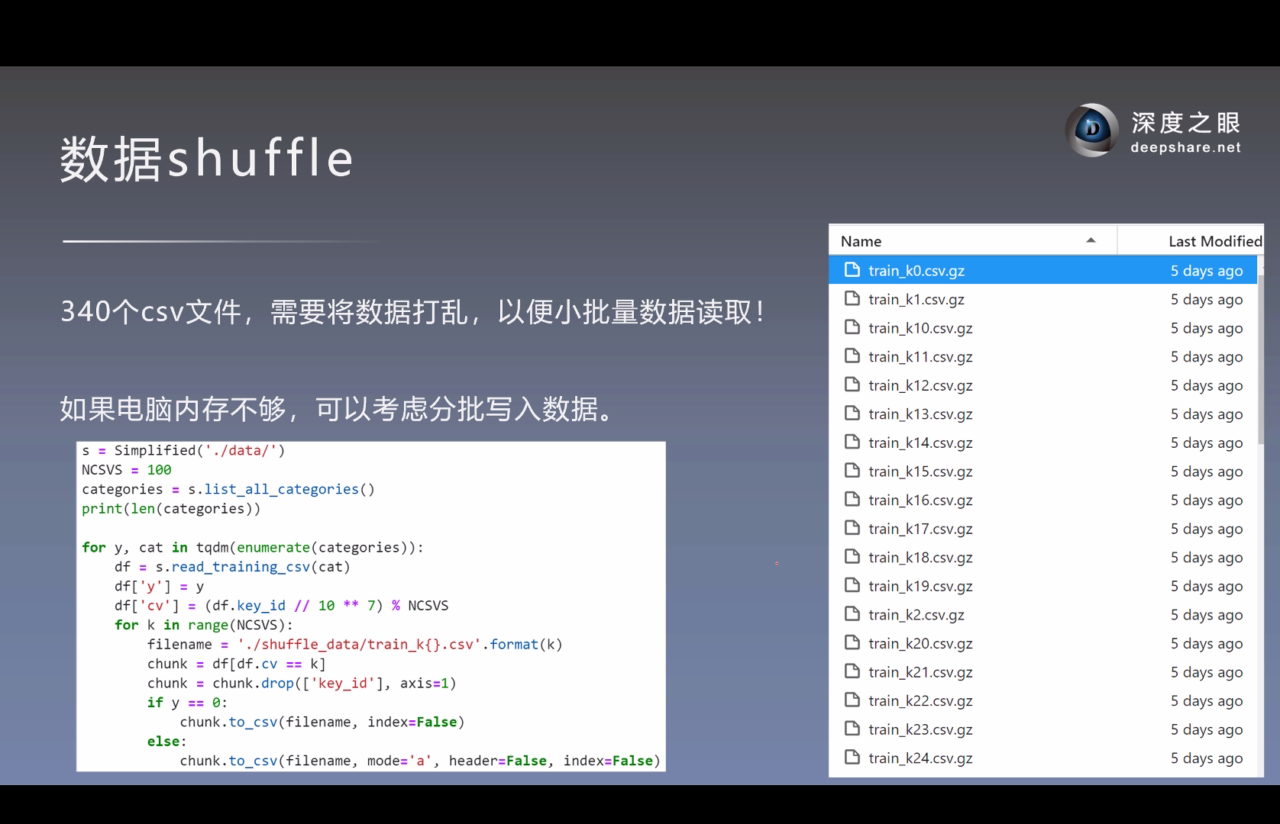 深度之眼
deepshare.net
数据shuffle
340个csv文件，需要将数据打乱，以便小批量数据读取！
如果电脑内存不够，可以考虑分批写入数据。
s = Simplified('./data/')
NCSVS = 100
categories = s.list_all_categories()
print(len(categories))
for y, cat in tqdm(enumerate(categories)):
    df = s.read_training_csv(cat)
    df['y'] = y
    df['cv'] = (df.key_id // 10 ** 7) % NCSVS
    for k in range(NCSVS):
        filename = './shuffle_data/train_k{}.csv'.format(k)
        chunk = df[df.cv == k]
        chunk = chunk.drop(['key_id'], axis=1)
        if y == 0:
            chunk.to_csv(filename, index=False)
        else:
            chunk.to_csv(filename, mode='a', header=False, index=False)
Name Last Modified
train_k0.csv.gz 5 days ago
train_k1.csv.gz 5 days ago
train_k10.csv.gz 5 days ago
train_k11.csv.gz 5 days ago
train_k12.csv.gz 5 days ago
train_k13.csv.gz 5 days ago
train_k14.csv.gz 5 days ago
train_k15.csv.gz 5 days ago
train_k16.csv.gz 5 days ago
train_k17.csv.gz 5 days ago
train_k18.csv.gz 5 days ago
train_k19.csv.gz 5 days ago
train_k2.csv.gz 5 days ago
train_k20.csv.gz 5 days ago
train_k21.csv.gz 5 days ago
train_k22.csv.gz 5 days ago
train_k23.csv.gz 5 days ago
train_k24.csv.gz 5 days ago